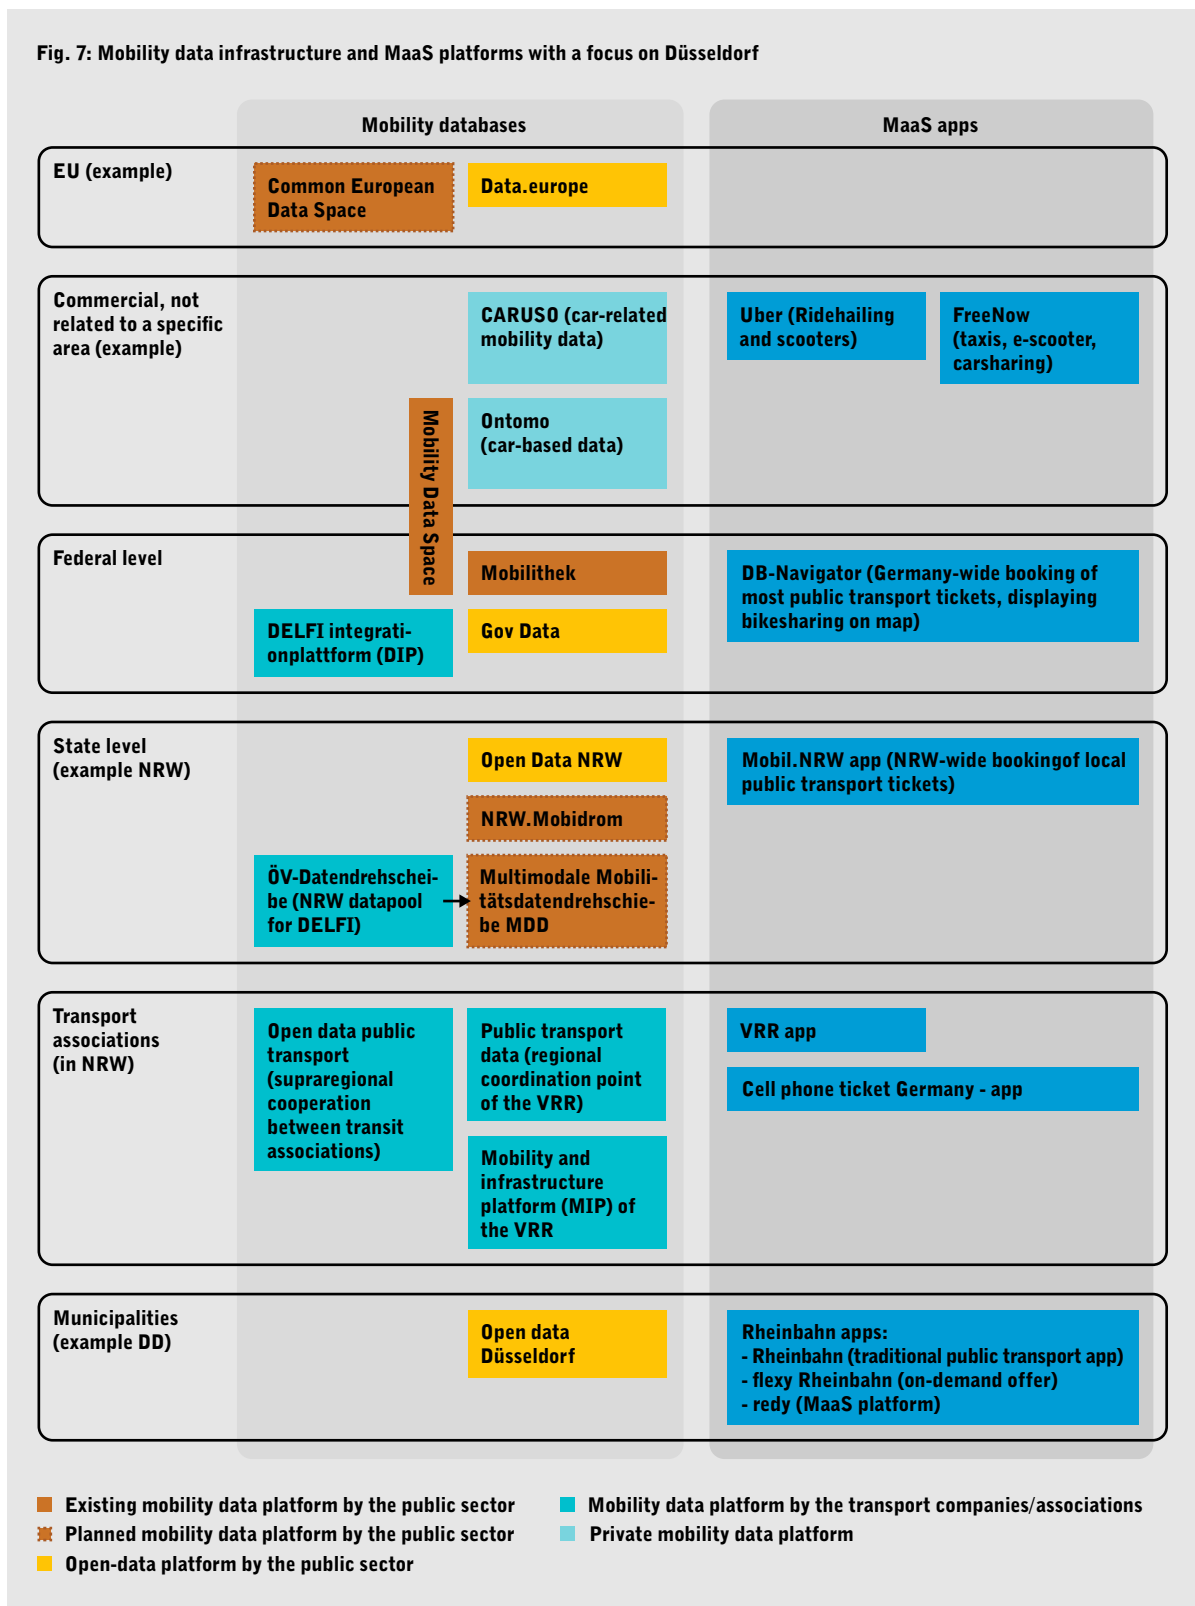 Fig. 7: Mobility data infrastructure and MaaS platforms with a focus on Düsseldorf
Mobility databases
MaaS apps
EU (example)
Common European
Data Space
Data.europe
Commercial, not
related to a specific
area (example)
CARUSO (car-related
mobility data)
Uber (Ridehailing
and scooters)
FreeNow
(taxis, e-scooter,
carsharing)
Ontomo
(car-based data)
Mobility Data Space
Federal level
Mobilithek
DB-Navigator (Germany-wide booking of
most public transport tickets, displaying
bikesharing on map)
DELFI integrati-
onplattform (DIP)
Gov Data
State level
(example NRW)
Open Data NRW
Mobil.NRW app (NRW-wide bookingof local
public transport tickets)
NRW.Mobidrom
ÖV-Datendrehschei-
be (NRW datapool
for DELFI)
Multimodale Mobili-
tätsdatendrehschie-
be MDD
Transport
associations
(in NRW)
Open data public
transport
(supraregional
cooperation
between transit
associations)
Public transport
data (regional
coordination point
of the VRR)
VRR app
Cell phone ticket Germany - app
Mobility and
infrastructure
platform (MIP) of
the VRR
Municipalities
(example DD)
Open data
Düsseldorf
Rheinbahn apps:
- Rheinbahn (traditional public transport app)
- flexy Rheinbahn (on-demand offer)
- redy (MaaS platform)
Existing mobility data platform by the public sector
Planned mobility data platform by the public sector
Open-data platform by the public sector
Mobility data platform by the transport companies/associations
Private mobility data platform